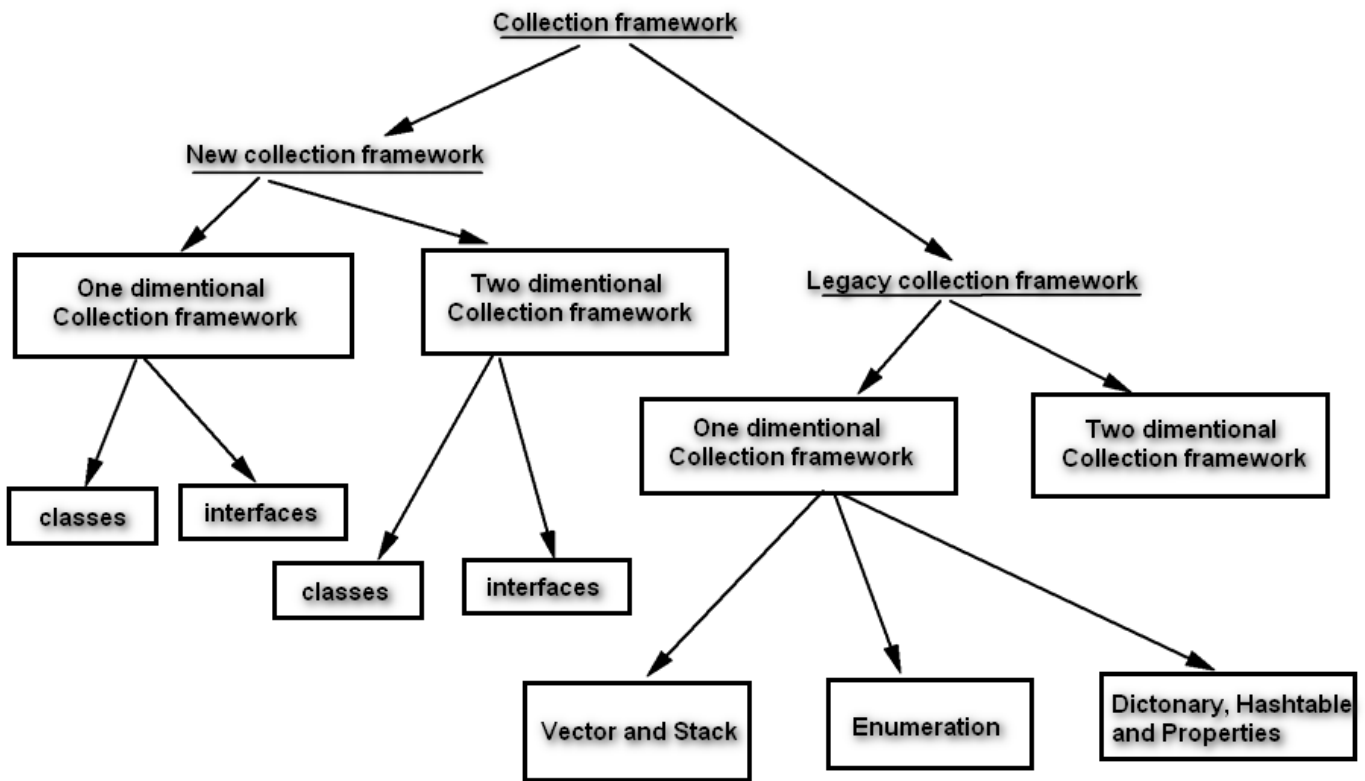 Collection framework
New collection framework
One dimentional
Collection framework
Two dimentional
Collection framework
Legacy collection framework
One dimentional
Collection framework
Two dimentional
Collection framework
classes
interfaces
classes
interfaces
Vector and Stack
Enumeration
Dictonary, Hashtable
and Properties